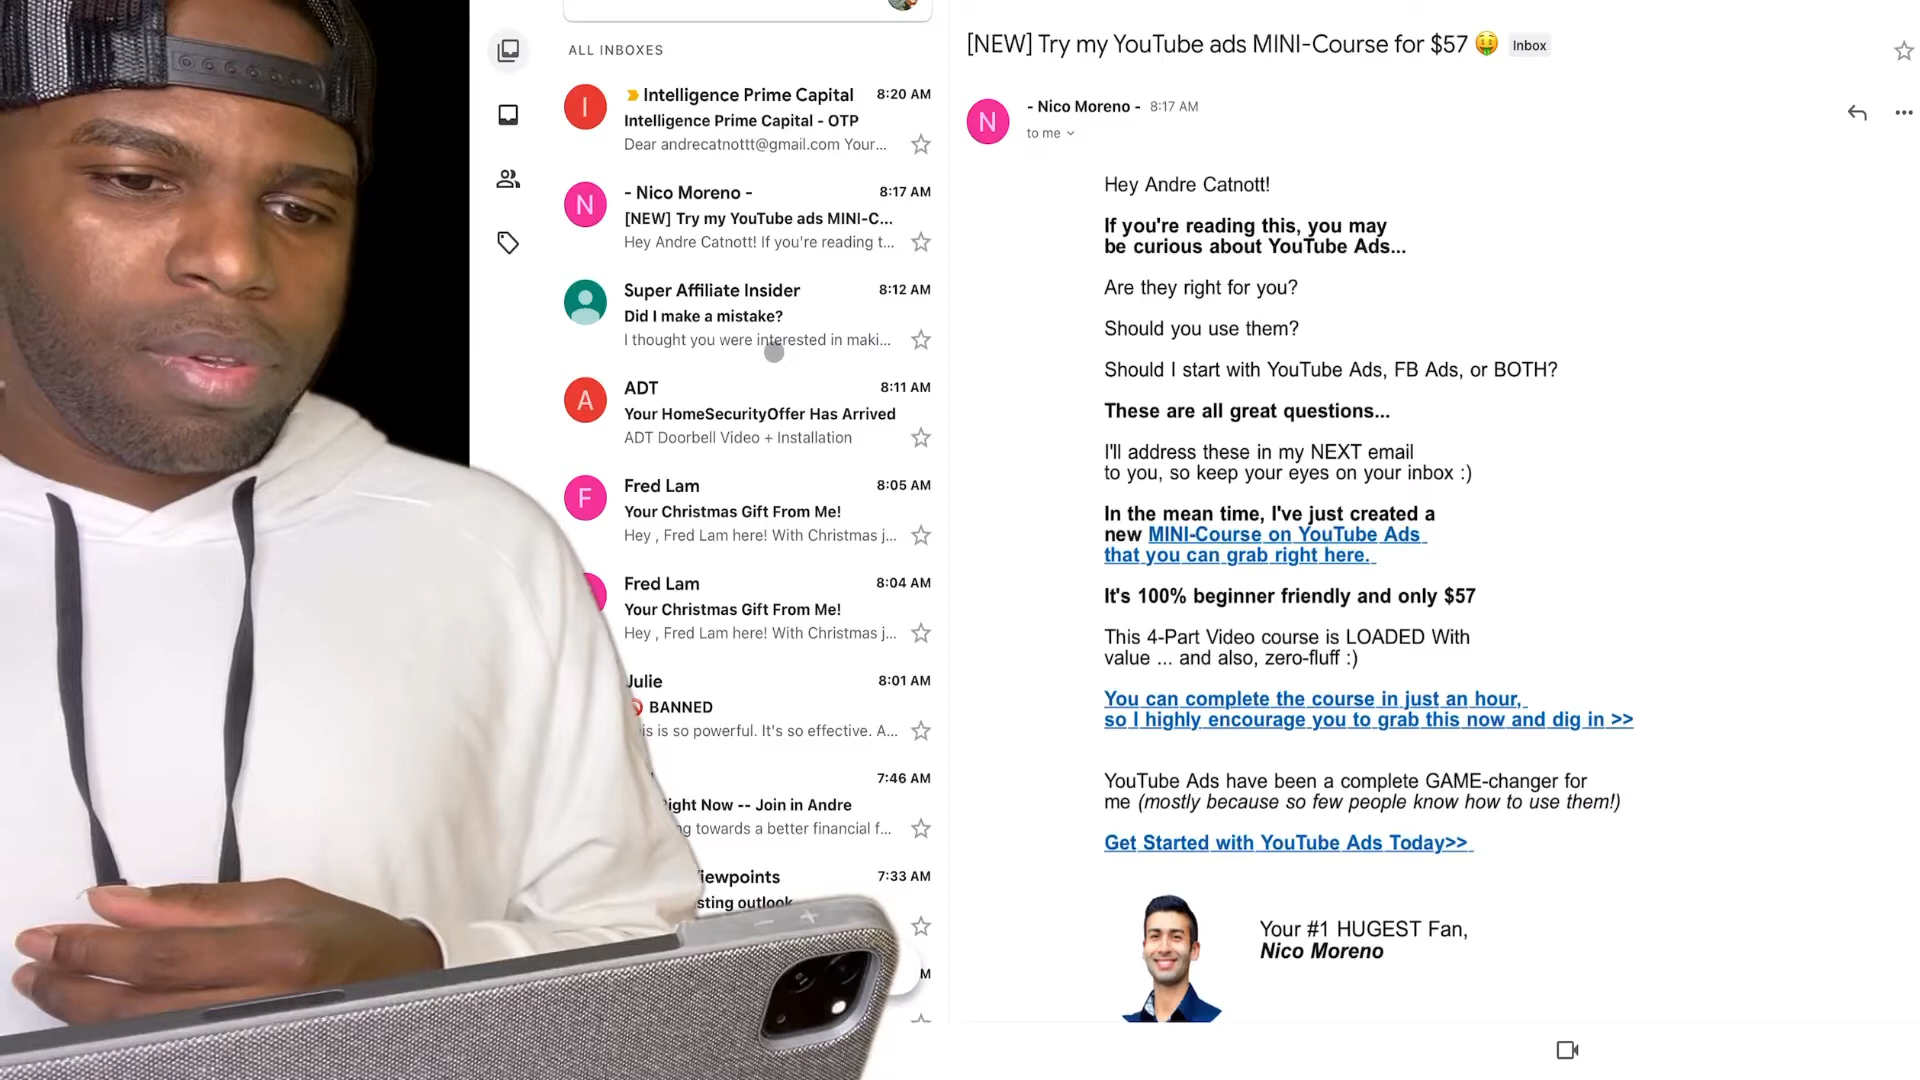 ALL INBOXES
Intelligence Prime Capital 8:20 AM
Intelligence Prime Capital - OTP
Dear andrecatnottt@gmail.com Your...
- Nico Moreno - 8:17 AM
[NEW] Try my YouTube ads MINI-C...
Hey Andre Catnott! If you're reading t...
Super Affiliate Insider 8:12 AM
Did I make a mistake?
I thought you were interested in maki...
ADT 8:11 AM
Your HomeSecurityOffer Has Arrived
ADT Doorbell Video + Installation
Fred Lam 8:05 AM
Your Christmas Gift From Me!
Hey , Fred Lam here! With Christmas j...
Fred Lam 8:04 AM
Your Christmas Gift From Me!
Hey , Fred Lam here! With Christmas j...
Julie 8:01 AM
BANNED
is is so powerful. It's so effective. A...
7:46 AM
ight Now -- Join in Andre
ng towards a better financial f...
iewpoints 7:33 AM
sting outlook
M
I
N
A
F
[NEW] Try my YouTube ads MINI-Course for $57 🤑 Inbox
N
- Nico Moreno - 8:17 AM
to me
Hey Andre Catnott!
If you're reading this, you may
be curious about YouTube Ads...
Are they right for you?
Should you use them?
Should I start with YouTube Ads, FB Ads, or BOTH?
These are all great questions...
I'll address these in my NEXT email
to you, so keep your eyes on your inbox :)
In the mean time, I've just created a
new MINI-Course on YouTube Ads
that you can grab right here.
It's 100% beginner friendly and only $57
This 4-Part Video course is LOADED With
value ... and also, zero-fluff :)
You can complete the course in just an hour,
so I highly encourage you to grab this now and dig in >>
YouTube Ads have been a complete GAME-changer for
me (mostly because so few people know how to use them!)
Get Started with YouTube Ads Today>>
Your #1 HUGEST Fan,
Nico Moreno